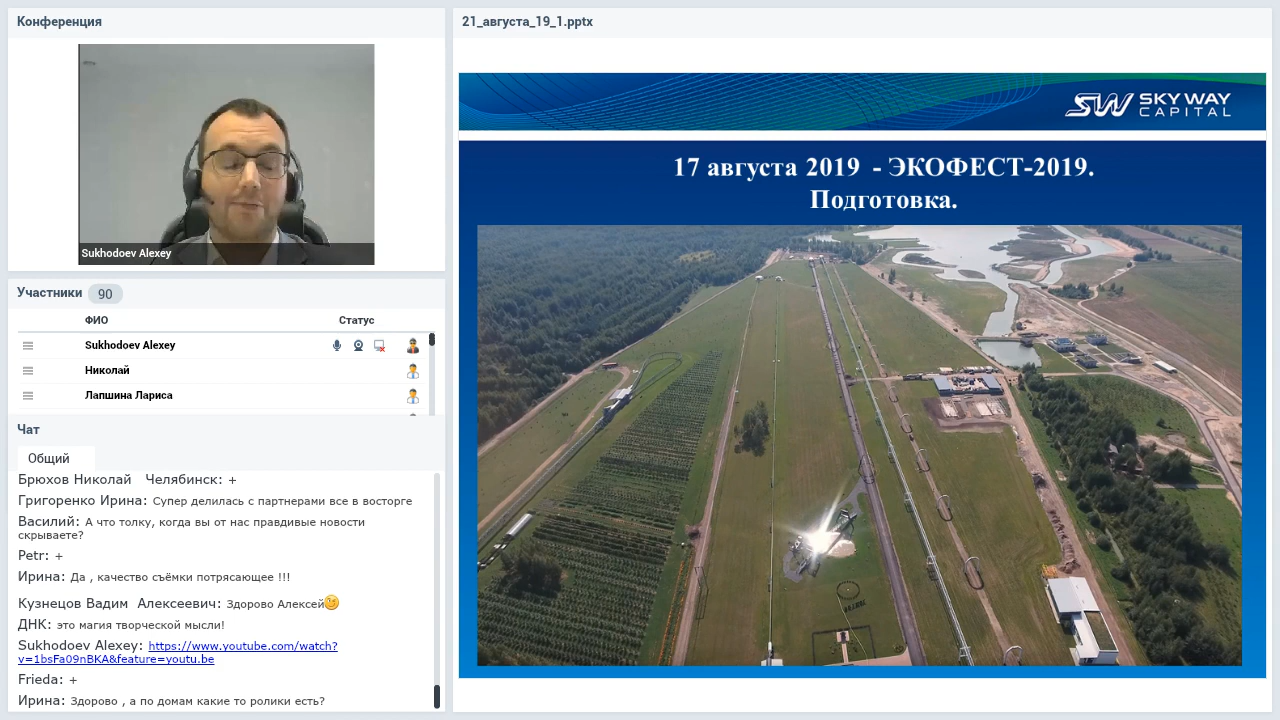 Конференция
Sukhodoev Alexey
Участники 90
ФИО Статус
Sukhodoev Alexey
Николай
Лапшина Лариса
Чат
Общий
Брюхов Николай Челябинск: +
Григоренко Ирина: Супер делилась с партнерами все в восторге
Василий: А что толку, когда вы от нас правдивые новости
скрываете?
Petr: +
Ирина: Да , качество съёмки потрясающее !!!
Кузнецов Вадим Алексеевич: Здорово Алексей
ДНК: это магия творческой мысли!
Sukhodoev Alexey: https://www.youtube.com/watch?
v=1bsFa09nBKA&feature=youtu.be
Frieda: +
Ирина: Здорово , а по домам какие то ролики есть?
21_августа_19_1.pptx
SW SKY WAY
CAPITAL
17 августа 2019 - ЭКОФЕСТ-2019.
Подготовка.